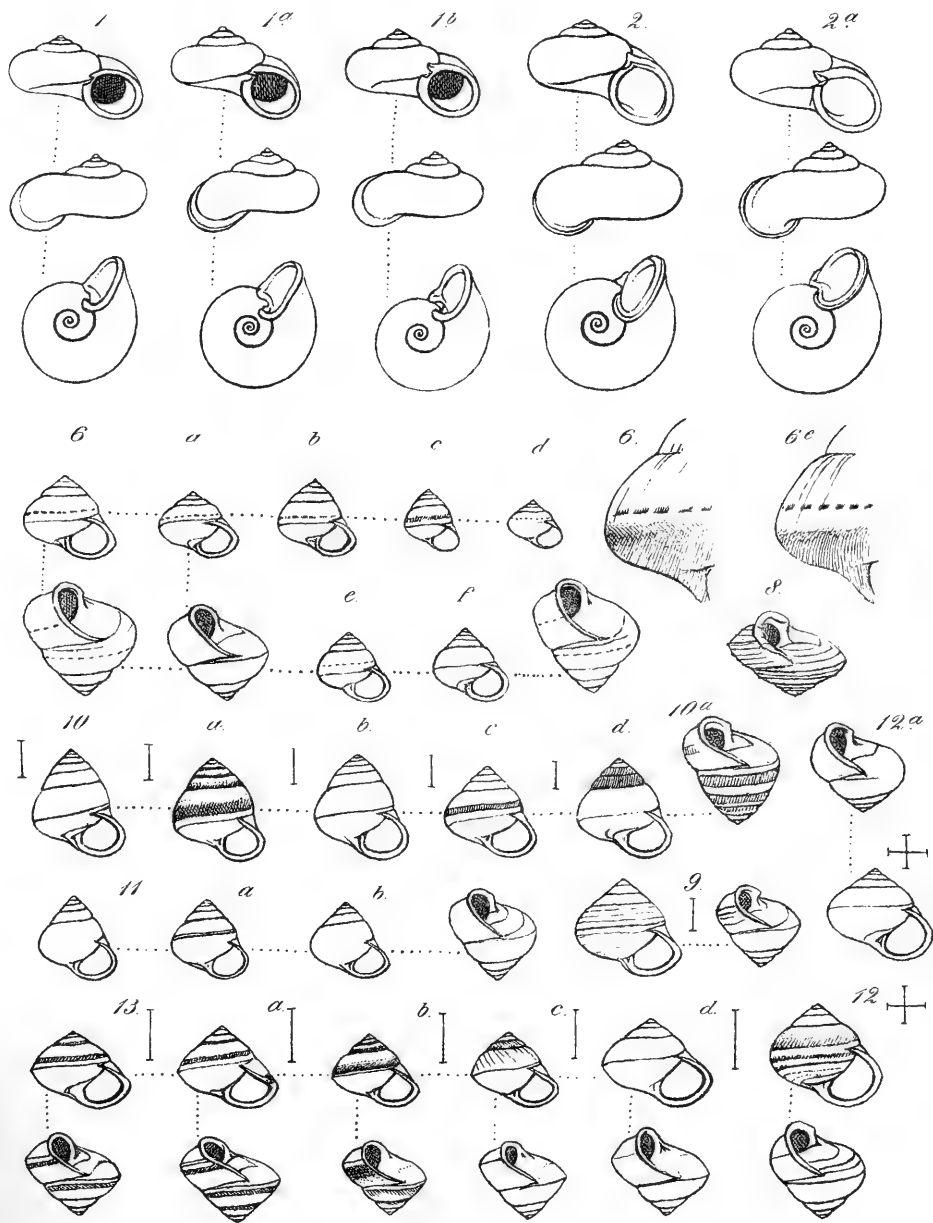 1 1a 1b 2. 2a
6 a b c d 6. 6e
e. f 8.
10 a. b. c d. 10a 12a
11 a b. 9.
13. a. b. c. d. 12